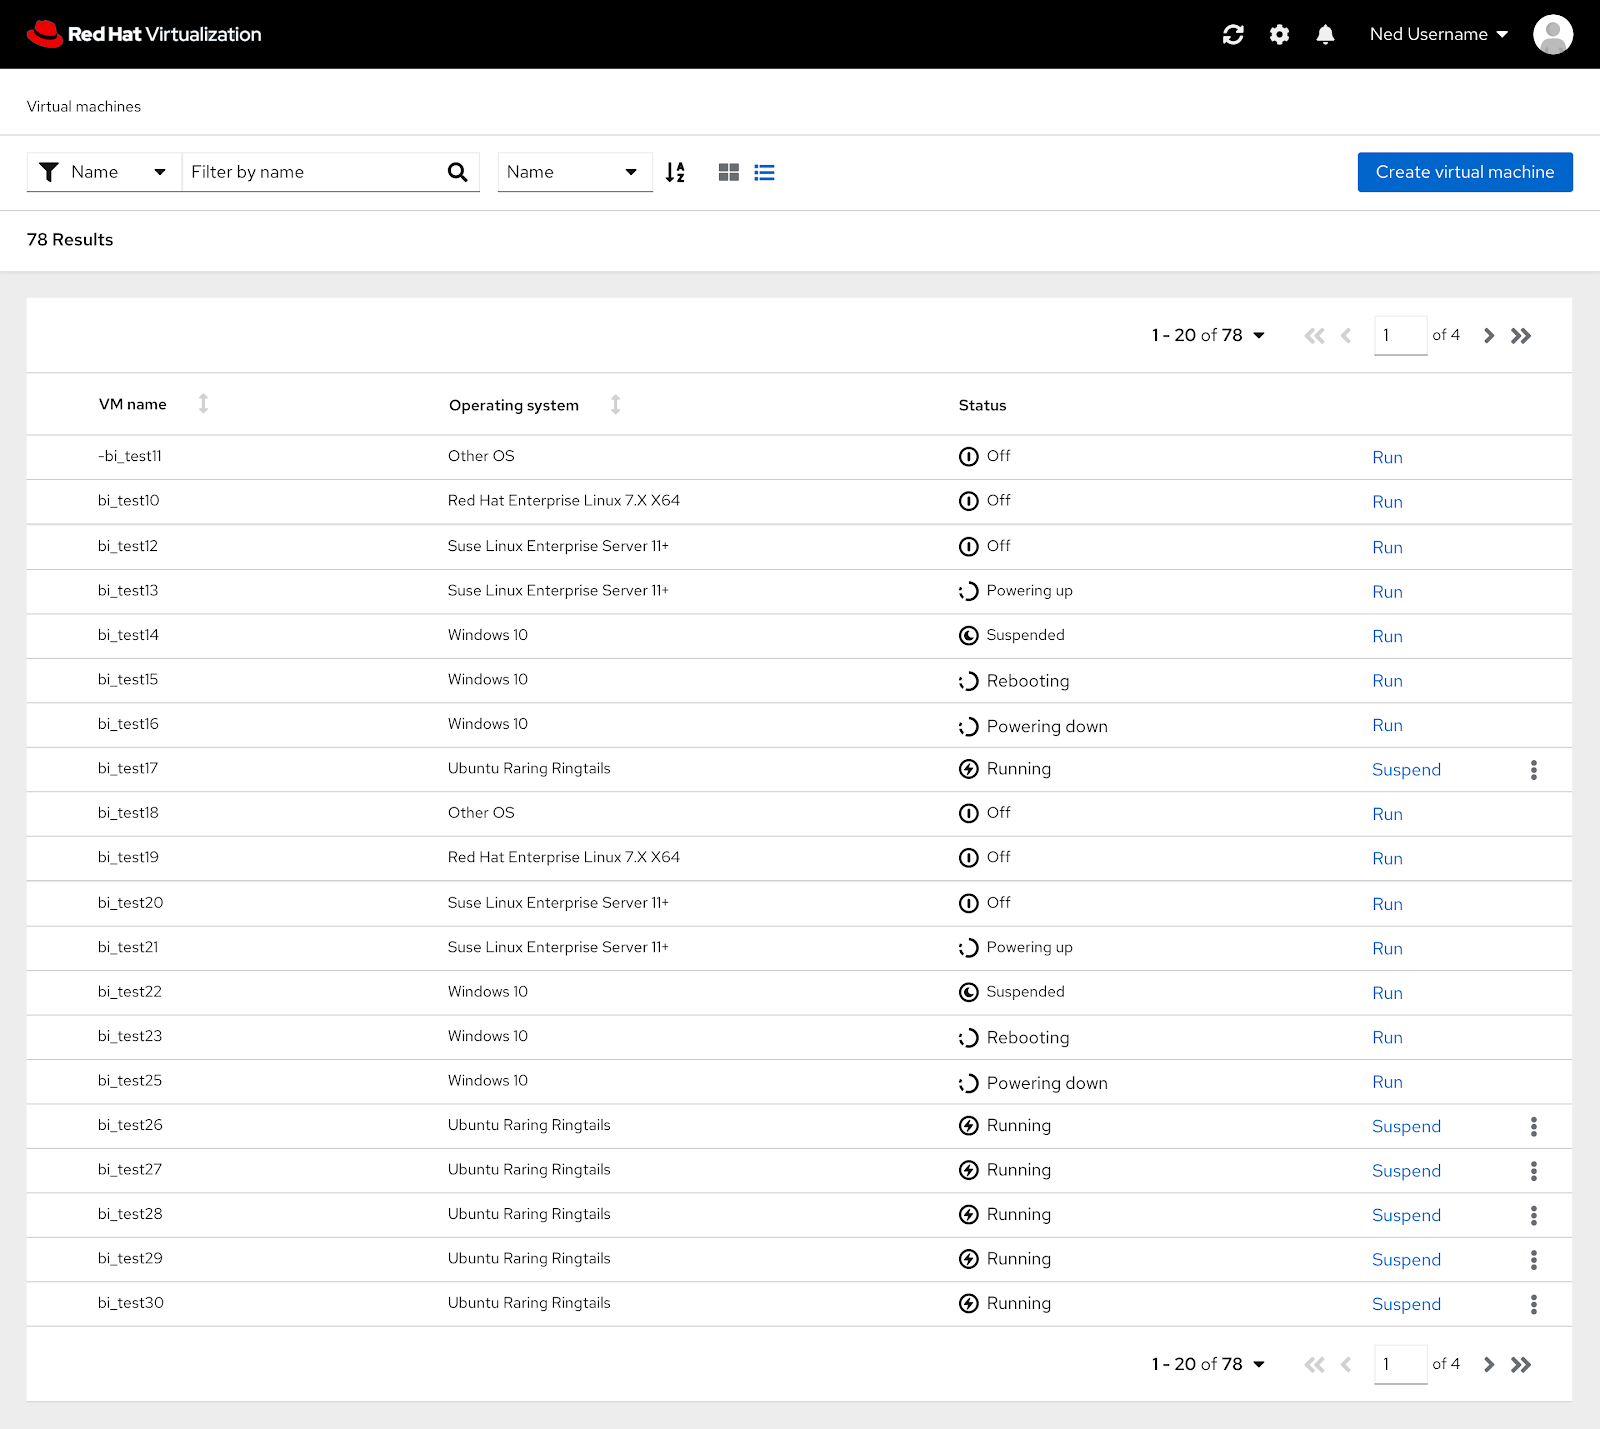 Red Hat Virtualization Ned Username
Virtual machines
Name Filter by name Name Create virtual machine
78 Results
1 - 20 of 78 1 of 4
VM name Operating system Status
-bi_test11 Other OS Off Run
bi_test10 Red Hat Enterprise Linux 7.X X64 Off Run
bi_test12 Suse Linux Enterprise Server 11+ Off Run
bi_test13 Suse Linux Enterprise Server 11+ Powering up Run
bi_test14 Windows 10 Suspended Run
bi_test15 Windows 10 Rebooting Run
bi_test16 Windows 10 Powering down Run
bi_test17 Ubuntu Raring Ringtails Running Suspend
bi_test18 Other OS Off Run
bi_test19 Red Hat Enterprise Linux 7.X X64 Off Run
bi_test20 Suse Linux Enterprise Server 11+ Off Run
bi_test21 Suse Linux Enterprise Server 11+ Powering up Run
bi_test22 Windows 10 Suspended Run
bi_test23 Windows 10 Rebooting Run
bi_test25 Windows 10 Powering down Run
bi_test26 Ubuntu Raring Ringtails Running Suspend
bi_test27 Ubuntu Raring Ringtails Running Suspend
bi_test28 Ubuntu Raring Ringtails Running Suspend
bi_test29 Ubuntu Raring Ringtails Running Suspend
bi_test30 Ubuntu Raring Ringtails Running Suspend
1 - 20 of 78 1 of 4